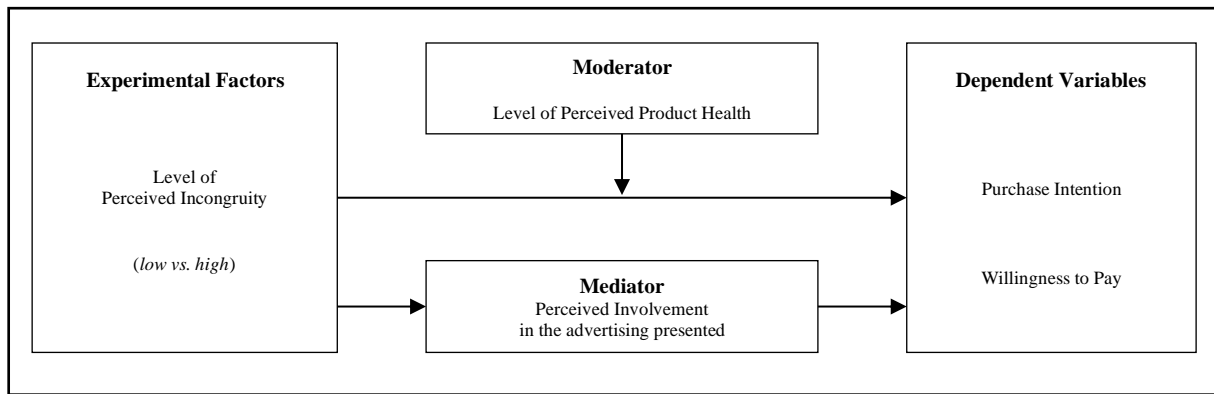 Experimental Factors
Level of
Perceived Incongruity
(low vs. high)
Moderator
Level of Perceived Product Health
Mediator
Perceived Involvement
in the advertising presented
Dependent Variables
Purchase Intention
Willingness to Pay